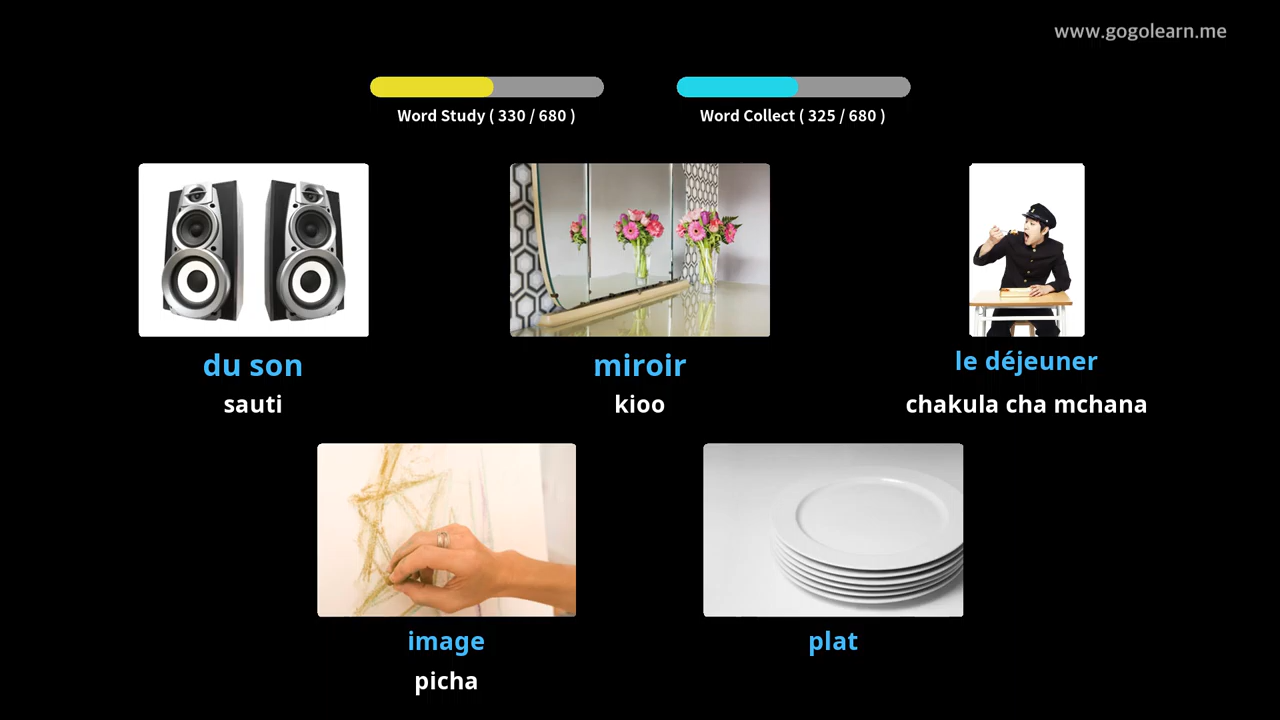 www.gogolearn.me
Word Study ( 330 / 680 )
Word Collect ( 325 / 680 )
du son
miroir
le déjeuner
sauti
kioo
chakula cha mchana
image
plat
picha